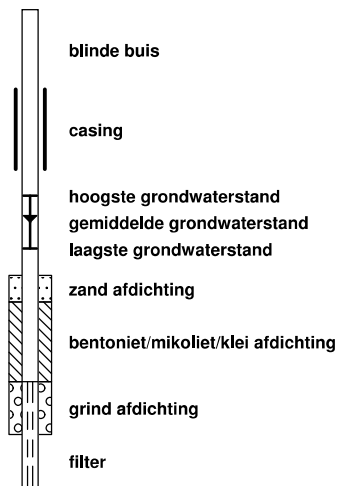 blinde buis
casing
hoogste grondwaterstand
gemiddelde grondwaterstand
laagste grondwaterstand
zand afdichting
bentoniet/mikoliet/klei afdichting
grind afdichting
filter